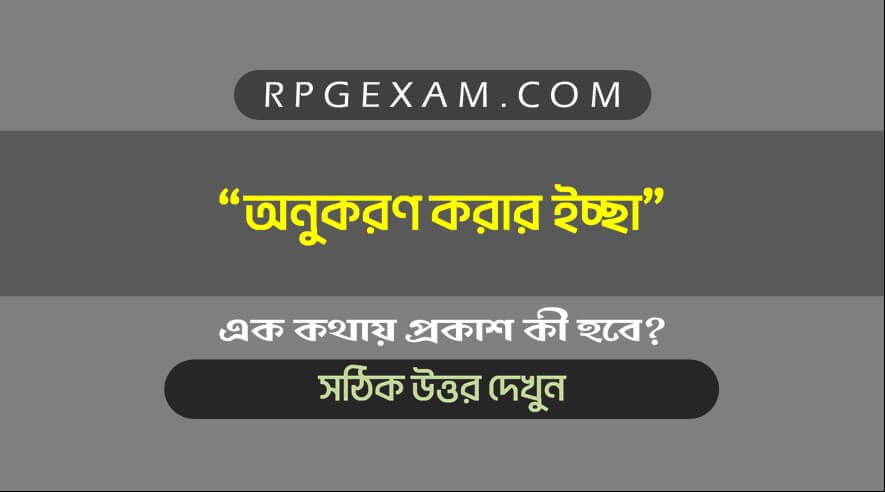 RPGEXAM.COM
“অনুকরণ করার ইচ্ছা”
এক কথায় প্রকাশ কী হবে?
সঠিক উত্তর দেখুন